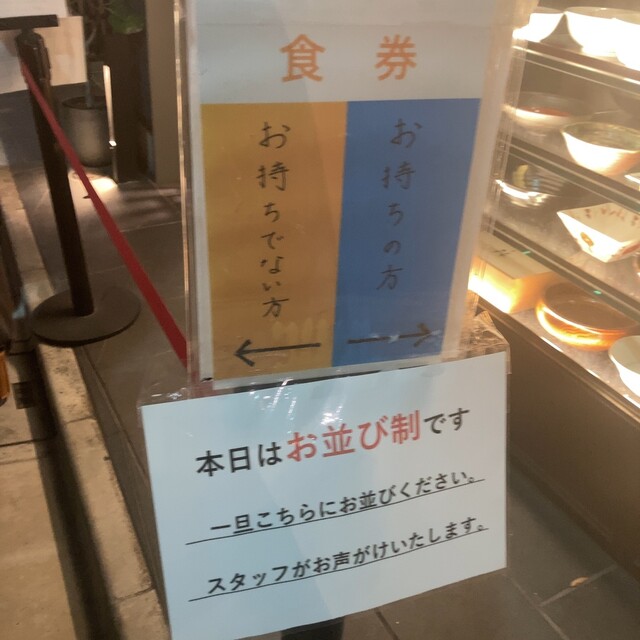 食券
お持ちの方
→
お持ちでない方
←
本日はお並び制です
一旦こちらにお並びください。
スタッフがお声がけいたします。